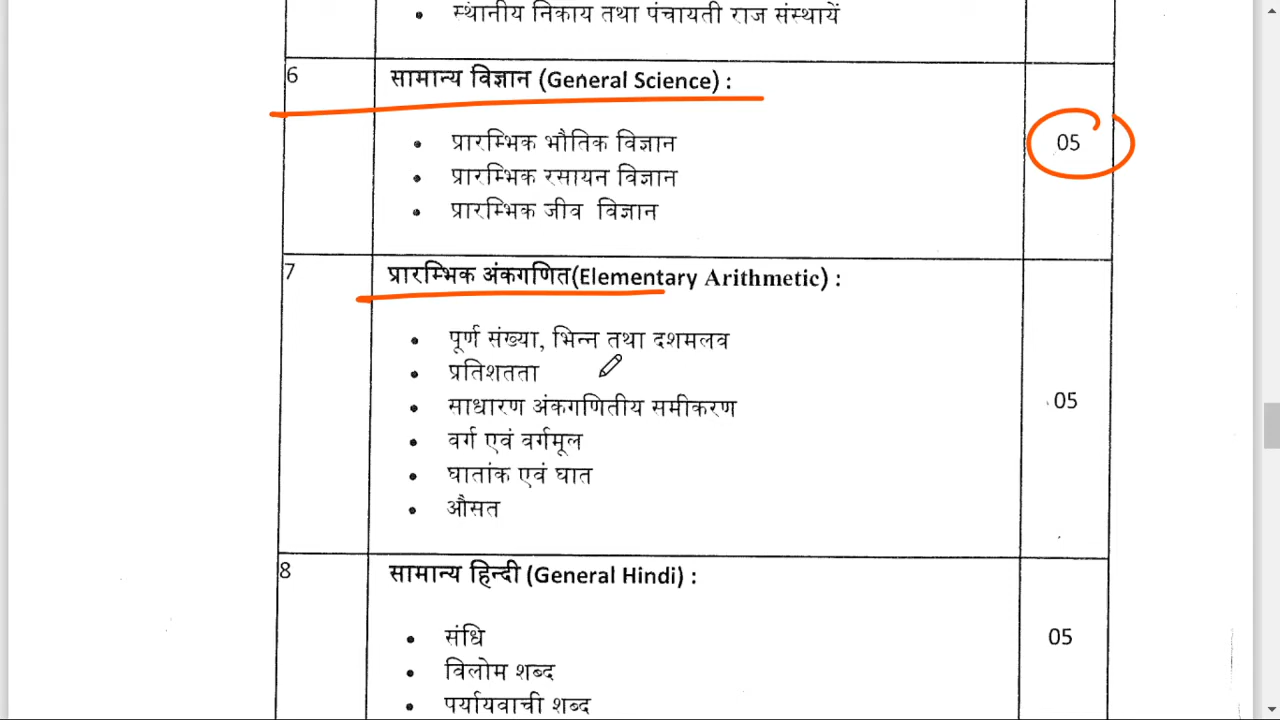 • स्थानीय निकाय तथा पंचायती राज संस्थायें
6 सामान्य विज्ञान (General Science) :
• प्रारम्भिक भौतिक विज्ञान 05
• प्रारम्भिक रसायन विज्ञान
• प्रारम्भिक जीव विज्ञान
7 प्रारम्भिक अंकगणित(Elementary Arithmetic) :
• पूर्ण संख्या, भिन्न तथा दशमलव
• प्रतिशतता
• साधारण अंकगणितीय समीकरण 05
• वर्ग एवं वर्गमूल
• घातांक एवं घात
• औसत
8 सामान्य हिन्दी (General Hindi) :
• संधि 05
• विलोम शब्द
• पर्यायवाची शब्द